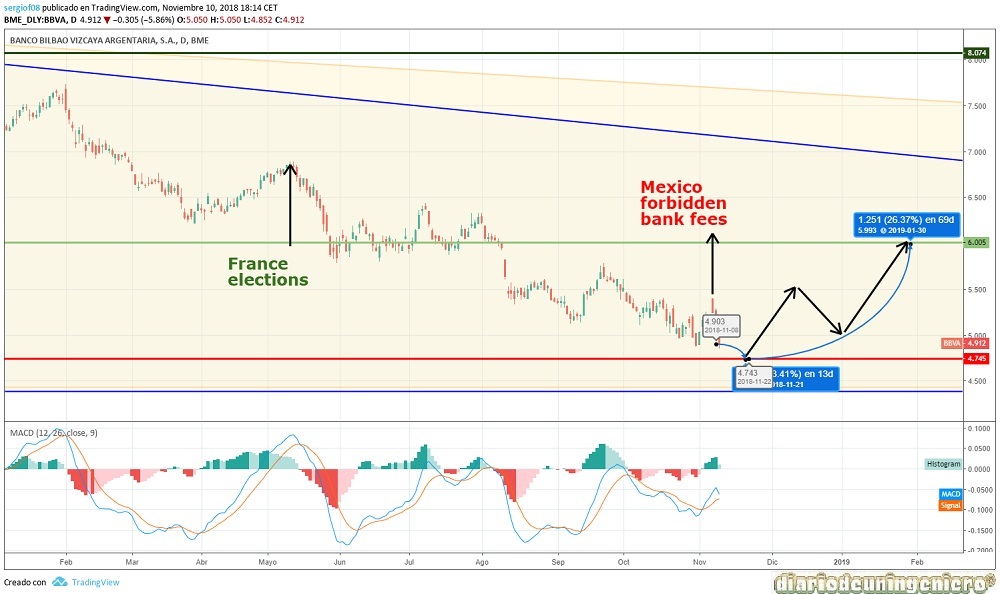 sergiof08 publicado en TradingView.com, Noviembre 10, 2018 18:14 CET
BME_DLY:BBVA, D 4.912 ▼ −0.305 (−5.86%) O:5.050 H:5.050 L:4.852 C:4.912
BANCO BILBAO VIZCAYA ARGENTARIA, S.A., D, BME
8.074
8.000
7.500
7.000
6.500
Mexico
forbidden
bank fees
1.251 (26.37%) en 69d
5.993 2019-01-30
6.005
France
elections
5.500
4.903
2018-11-08
5.000
BBVA 4.912
4.745
4.743
2018-11-22
3.41%) en 13d
018-11-21
4.500
MACD (12, 26, close, 9)
0.1000
0.0500
Histogram
0.0000
-0.0500
MACD
Signal
-0.1000
-0.1500
-0.2000
Feb Mar Abr Mayo Jun Jul Ago Sep Oct Nov Dic 2019 Feb
Creado con TradingView
diariodeuningeniero